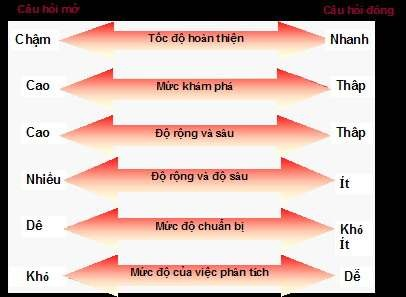 Câu hỏi mở Câu hỏi đóng
Chậm Tốc độ hoàn thiện Nhanh
Cao Mức khám phá Thấp
Cao Độ rộng và sâu Thấp
Nhiều Độ rộng và độ sâu Ít
Dễ Mức độ chuẩn bị Khó
Ít
Khó Mức độ của việc phân tích Dễ